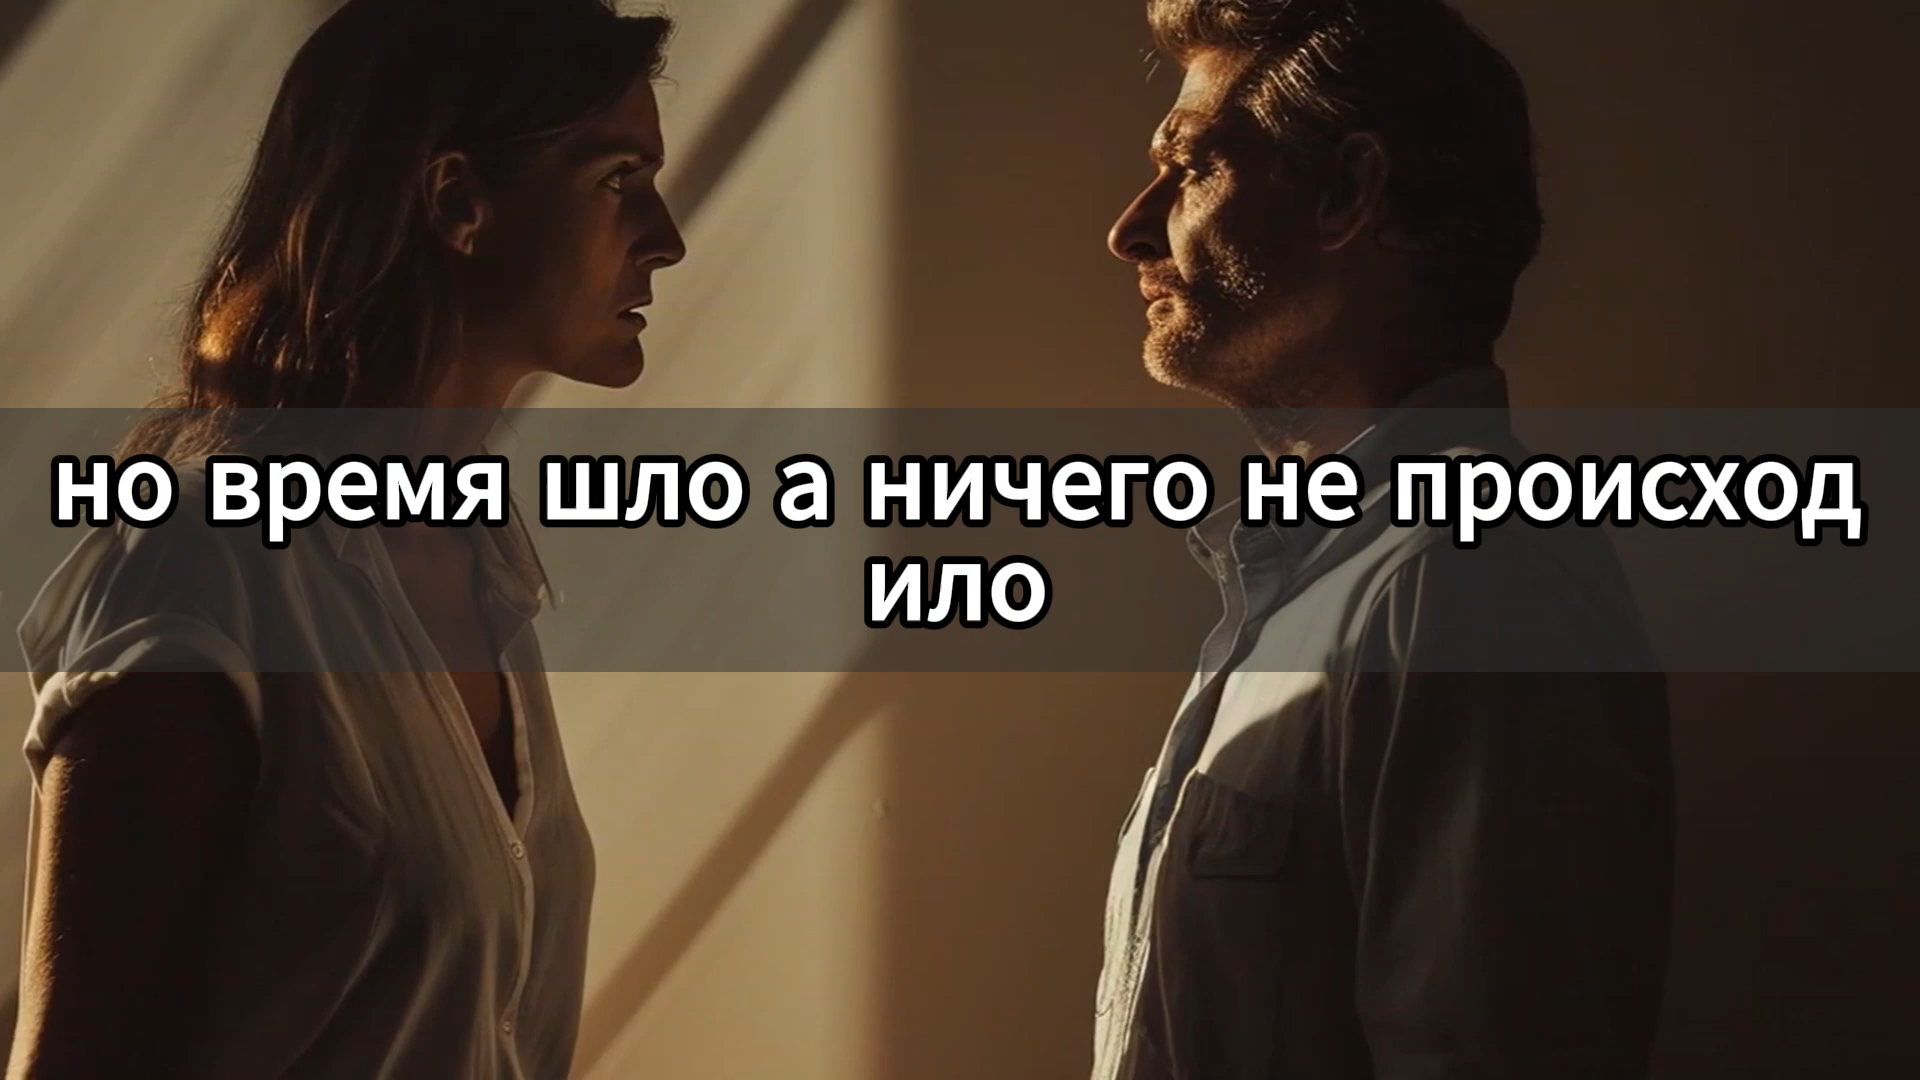 но время шло а ничего не происход
ило